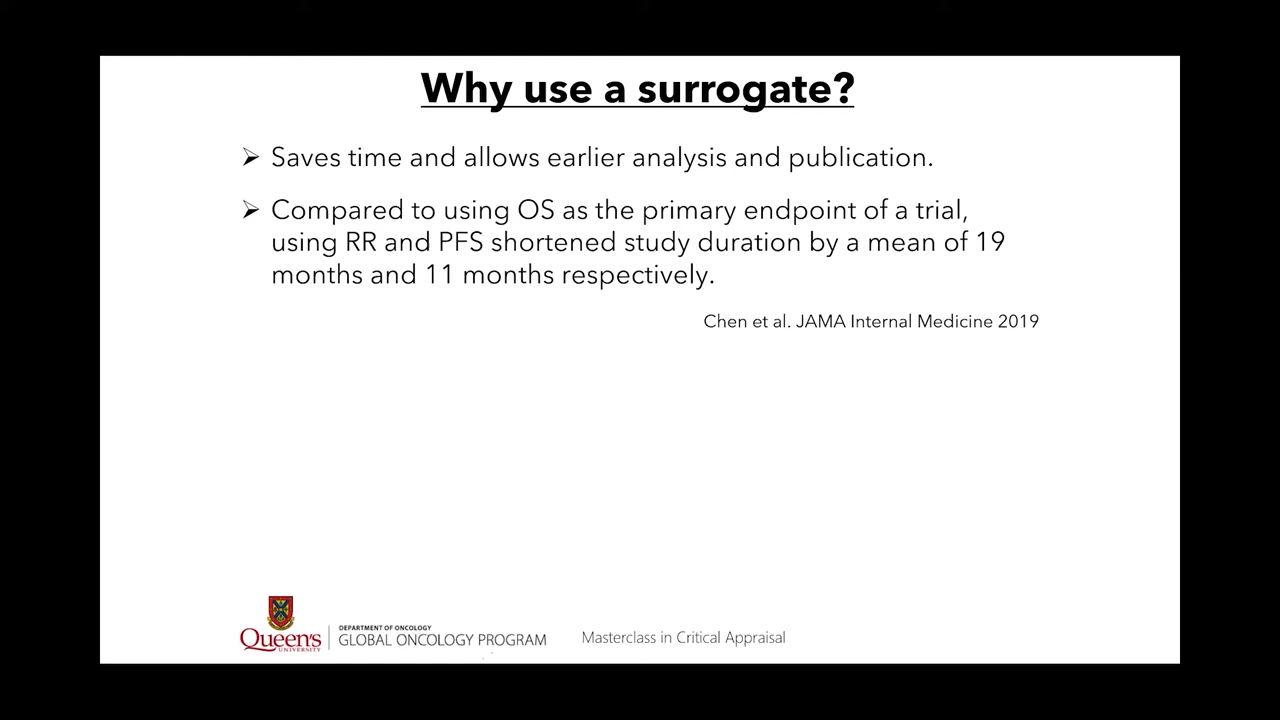 Why use a surrogate?
➢ Saves time and allows earlier analysis and publication.
➢ Compared to using OS as the primary endpoint of a trial,
using RR and PFS shortened study duration by a mean of 19
months and 11 months respectively.
Chen et al. JAMA Internal Medicine 2019
Queen's
UNIVERSITY
DEPARTMENT OF ONCOLOGY
GLOBAL ONCOLOGY PROGRAM
Masterclass in Critical Appraisal